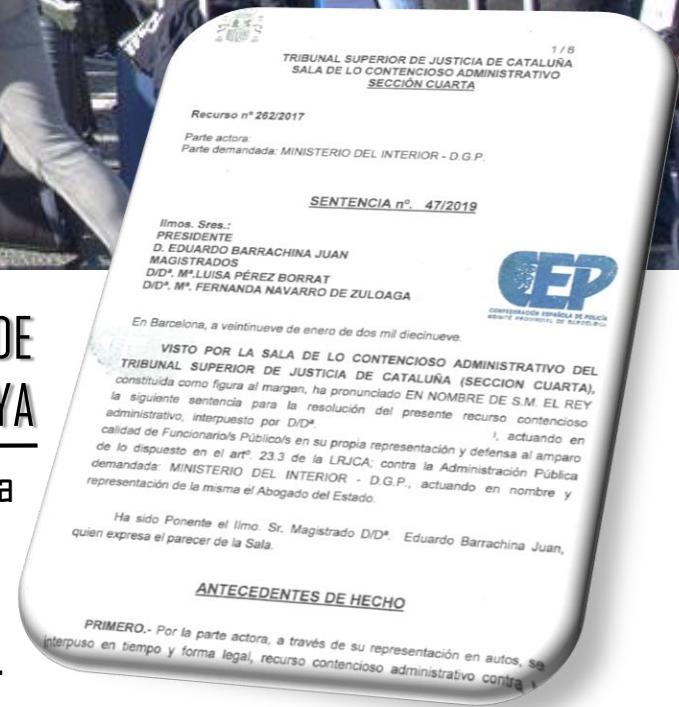 1 / 6
TRIBUNAL SUPERIOR DE JUSTICIA DE CATALUÑA
SALA DE LO CONTENCIOSO ADMINISTRATIVO
SECCIÓN CUARTA
Recurso nº 262/2017
Parte actora:
Parte demandada: MINISTERIO DEL INTERIOR - D.G.P.
SENTENCIA nº. 47/2019
Ilmos. Sres.:
PRESIDENTE
D. EDUARDO BARRACHINA JUAN
MAGISTRADOS
D/Dª. Mª.LUISA PÉREZ BORRAT
D/Dª. Mª. FERNANDA NAVARRO DE ZULOAGA
CEP
CONFEDERACIÓN ESPAÑOLA DE POLICÍA
COMITÉ PROVINCIAL DE BARCELONA
En Barcelona, a veintinueve de enero de dos mil diecinueve.
VISTO POR LA SALA DE LO CONTENCIOSO ADMINISTRATIVO DEL
TRIBUNAL SUPERIOR DE JUSTICIA DE CATALUÑA (SECCION CUARTA),
constituida como figura al margen, ha pronunciado EN NOMBRE DE S.M. EL REY
la siguiente sentencia para la resolución del presente recurso contencioso
administrativo, interpuesto por D/Dª. , actuando en
calidad de Funcionario/s Público/s en su propia representación y defensa al amparo
de lo dispuesto en el artº. 23.3 de la LRJCA; contra la Administración Pública
demandada: MINISTERIO DEL INTERIOR - D.G.P., actuando en nombre y
representación de la misma el Abogado del Estado.
Ha sido Ponente el Ilmo. Sr. Magistrado D/Dª. Eduardo Barrachina Juan,
quien expresa el parecer de la Sala.
ANTECEDENTES DE HECHO
PRIMERO.- Por la parte actora, a través de su representación en autos, se
interpuso en tiempo y forma legal, recurso contencioso administrativo contra
DE
YA
a
.